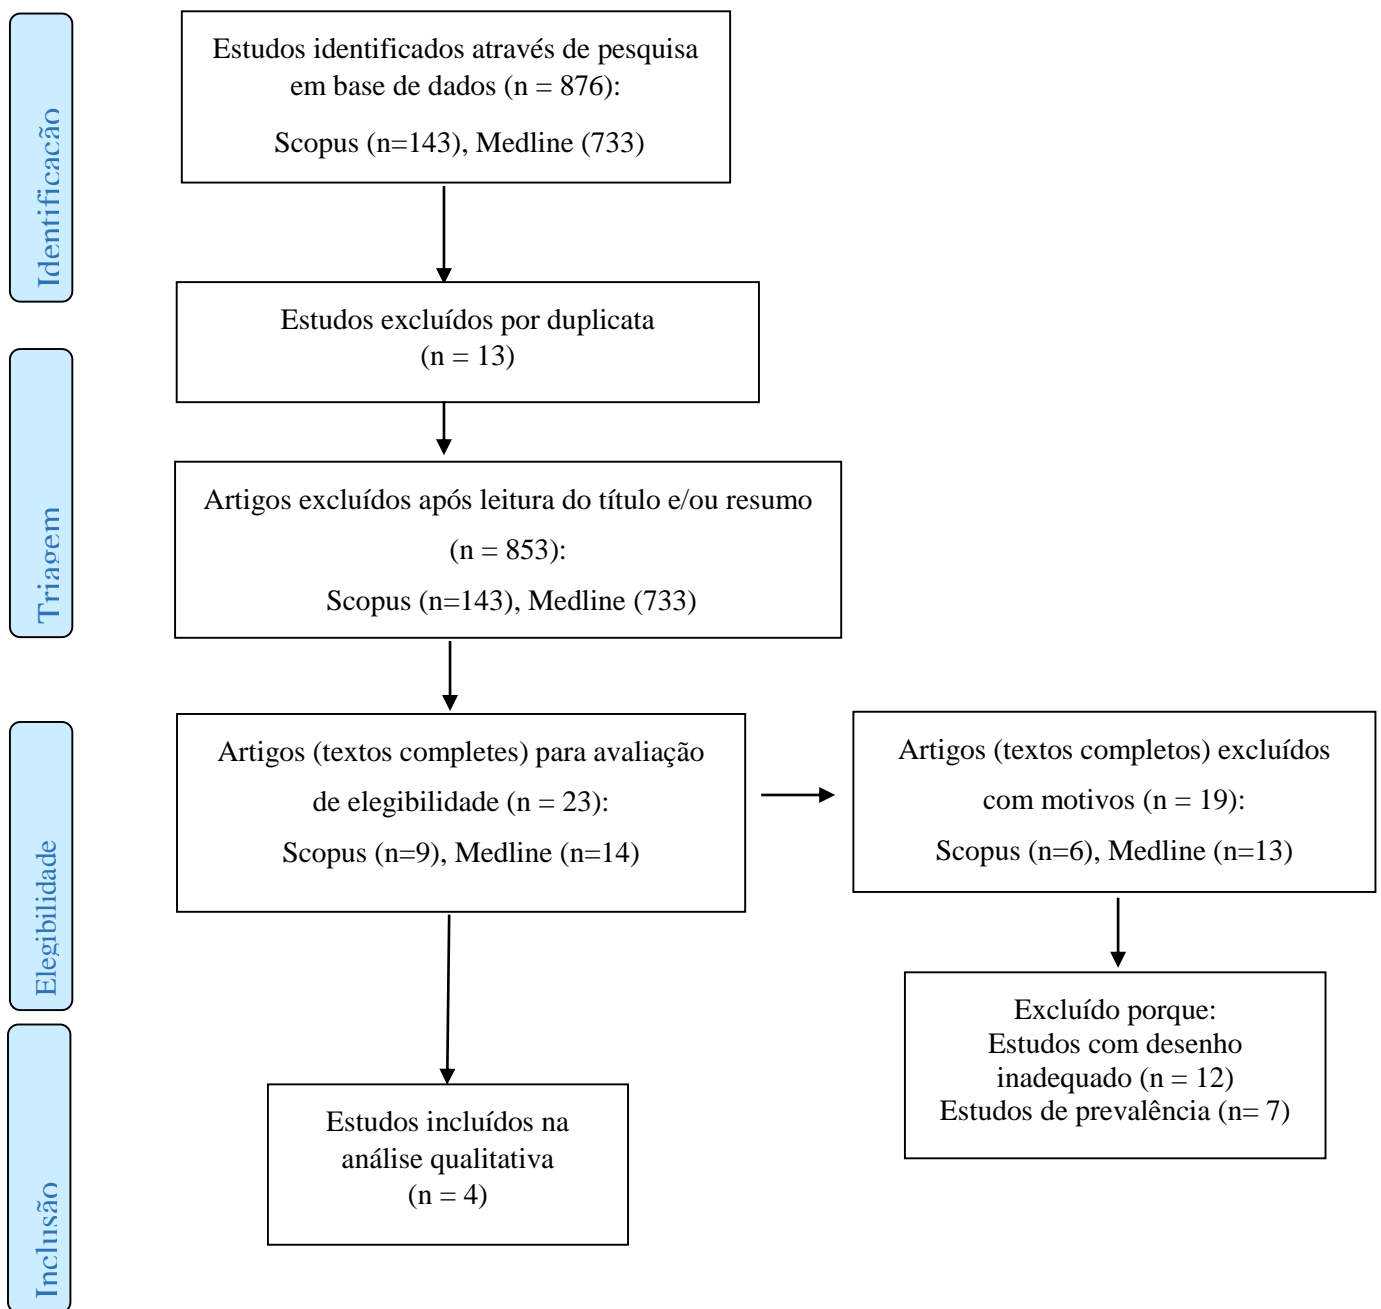 Identificação
Estudos identificados através de pesquisa
em base de dados (n = 876):
Scopus (n=143), Medline (733)
Estudos excluídos por duplicata
(n = 13)
Triagem
Artigos excluídos após leitura do título e/ou resumo
(n = 853):
Scopus (n=143), Medline (733)
Elegibilidade
Artigos (textos completes) para avaliação
de elegibilidade (n = 23):
Scopus (n=9), Medline (n=14)
Artigos (textos completos) excluídos
com motivos (n = 19):
Scopus (n=6), Medline (n=13)
Excluído porque:
Estudos com desenho
inadequado (n = 12)
Estudos de prevalência (n= 7)
Inclusão
Estudos incluídos na
análise qualitativa
(n = 4)